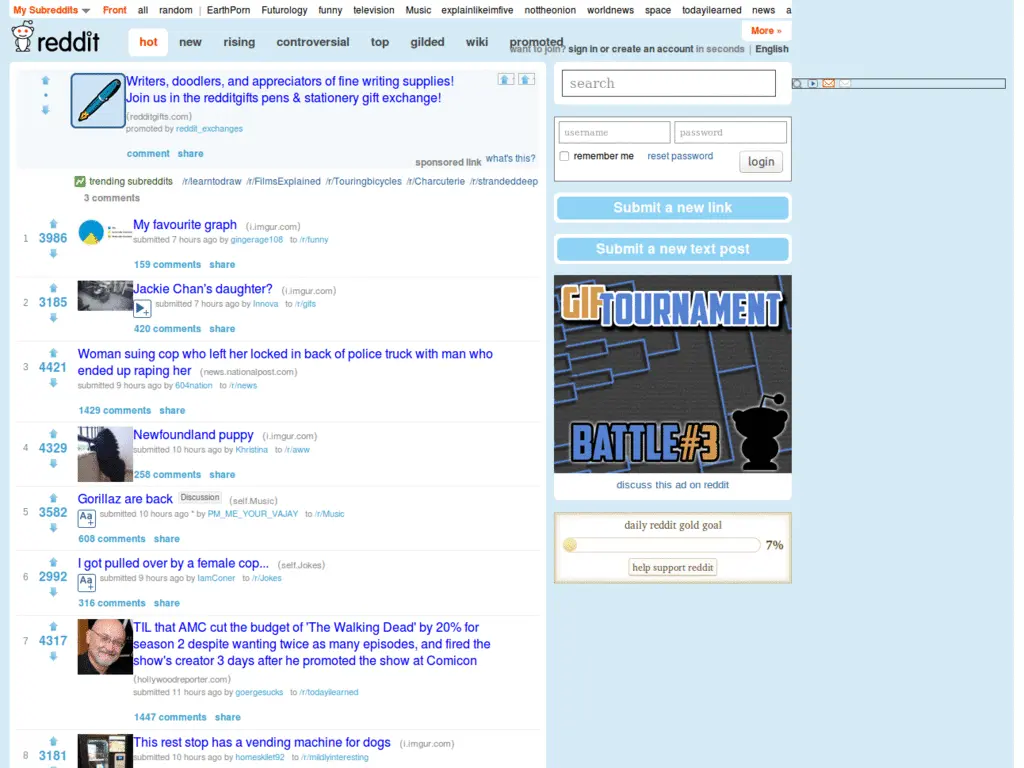 My Subreddits Front all random | EarthPorn Futurology funny television Music explainlikeimfive nottheonion worldnews space todayilearned news a
More »
reddit hot new rising controversial top gilded wiki promoted
want to join? sign in or create an account in seconds | English
Writers, doodlers, and appreciators of fine writing supplies!
Join us in the redditgifts pens & stationery gift exchange!
(redditgifts.com)
promoted by reddit_exchanges
comment share
sponsored link what's this?
trending subreddits /r/learntodraw /r/FilmsExplained /r/Touringbicycles /r/Charcuterie /r/strandeddeep
3 comments
1 3986 My favourite graph (i.imgur.com)
submitted 7 hours ago by gingerage108 to /r/funny
159 comments share
2 3185 Jackie Chan's daughter? (i.imgur.com)
submitted 7 hours ago by Innova to /r/gifs
420 comments share
3 4421 Woman suing cop who left her locked in back of police truck with man who
ended up raping her (news.nationalpost.com)
submitted 9 hours ago by 604nation to /r/news
1429 comments share
4 4329 Newfoundland puppy (i.imgur.com)
submitted 10 hours ago by Khristina to /r/aww
258 comments share
5 3582 Gorillaz are back Discussion (self.Music)
Aa+ submitted 10 hours ago * by PM_ME_YOUR_VAJAY to /r/Music
608 comments share
6 2992 I got pulled over by a female cop... (self.Jokes)
Aa+ submitted 9 hours ago by IamConer to /r/Jokes
316 comments share
7 4317 TIL that AMC cut the budget of 'The Walking Dead' by 20% for
season 2 despite wanting twice as many episodes, and fired the
show's creator 3 days after he promoted the show at Comicon
(hollywoodreporter.com)
submitted 11 hours ago by goergesucks to /r/todayilearned
1447 comments share
8 3181 This rest stop has a vending machine for dogs (i.imgur.com)
submitted 10 hours ago by homeskilet92 to /r/mildlyinteresting
search
username password
remember me reset password login
Submit a new link
Submit a new text post
GIF TOURNAMENT
BATTLE #3
discuss this ad on reddit
daily reddit gold goal
7%
help support reddit